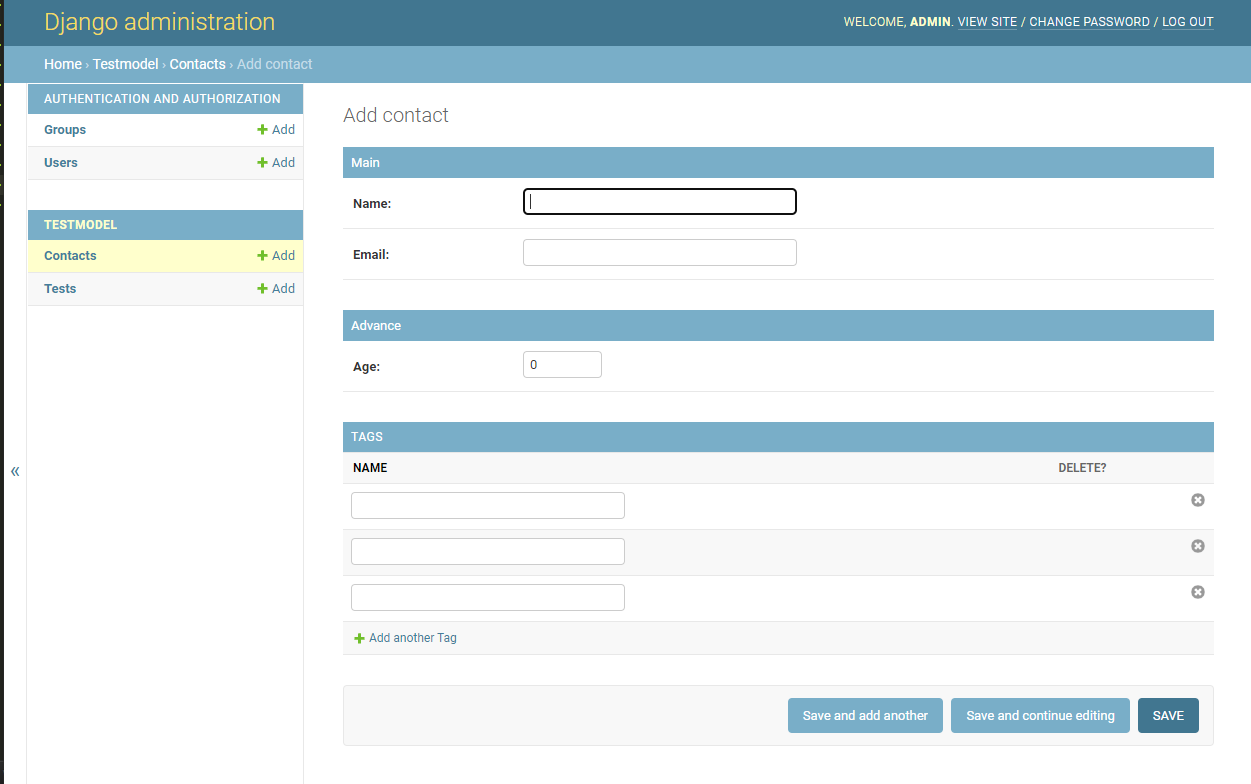 Django administration
WELCOME, ADMIN. VIEW SITE / CHANGE PASSWORD / LOG OUT
Home › Testmodel › Contacts › Add contact
AUTHENTICATION AND AUTHORIZATION
Groups + Add
Users + Add
TESTMODEL
Contacts + Add
Tests + Add
«
Add contact
Main
Name:
Email:
Advance
Age: 0
TAGS
NAME DELETE?
+ Add another Tag
Save and add another Save and continue editing SAVE